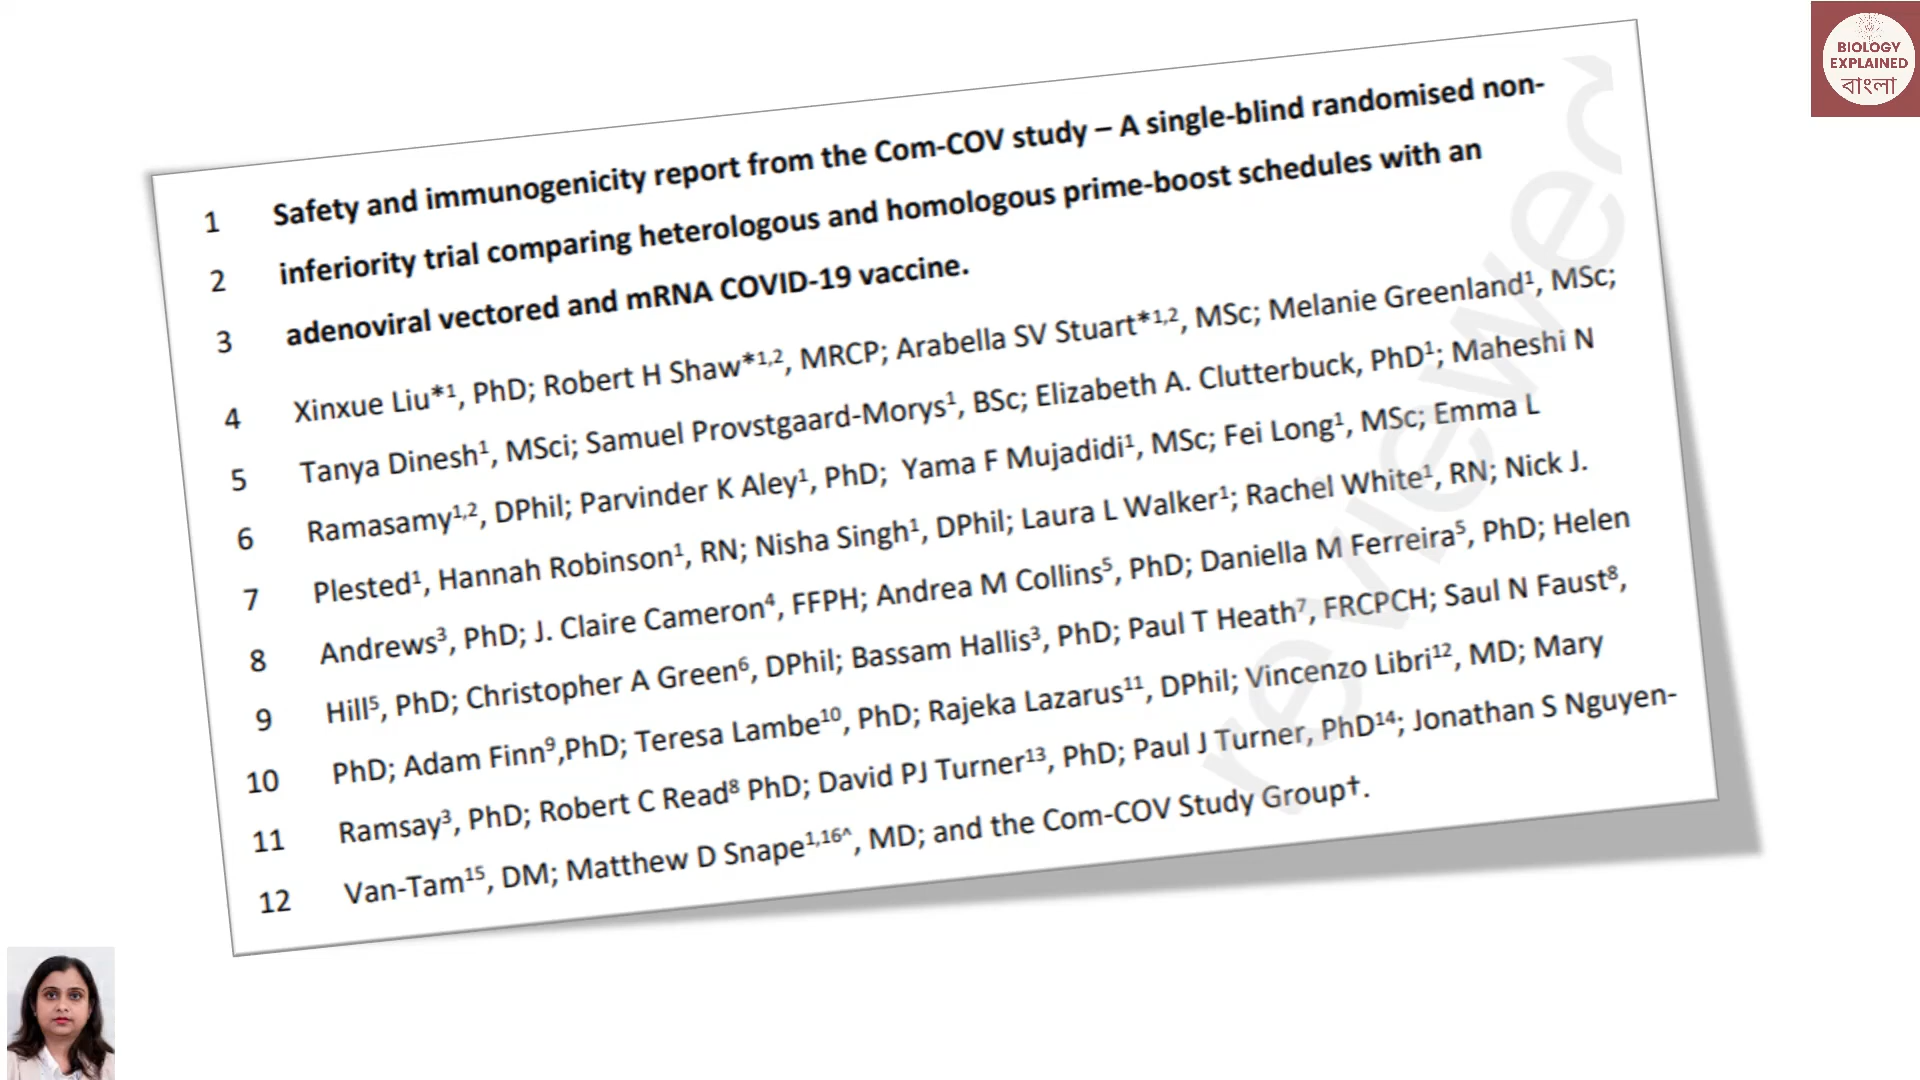 BIOLOGY
EXPLAINED
বাংলা
1 Safety and immunogenicity report from the Com-COV study – A single-blind randomised non-
2 inferiority trial comparing heterologous and homologous prime-boost schedules with an
3 adenoviral vectored and mRNA COVID-19 vaccine.
4 Xinxue Liu*1, PhD; Robert H Shaw*1,2, MRCP; Arabella SV Stuart*1,2, MSc; Melanie Greenland1, MSc;
5 Tanya Dinesh1, MSci; Samuel Provstgaard-Morys1, BSc; Elizabeth A. Clutterbuck, PhD1; Maheshi N
6 Ramasamy1,2, DPhil; Parvinder K Aley1, PhD; Yama F Mujadidi1, MSc; Fei Long1, MSc; Emma L
7 Plested1, Hannah Robinson1, RN; Nisha Singh1, DPhil; Laura L Walker1; Rachel White1, RN; Nick J.
8 Andrews3, PhD; J. Claire Cameron4, FFPH; Andrea M Collins5, PhD; Daniella M Ferreira5, PhD; Helen
9 Hill5, PhD; Christopher A Green6, DPhil; Bassam Hallis3, PhD; Paul T Heath7, FRCPCH; Saul N Faust8,
10 PhD; Adam Finn9,PhD; Teresa Lambe10, PhD; Rajeka Lazarus11, DPhil; Vincenzo Libri12, MD; Mary
11 Ramsay3, PhD; Robert C Read8 PhD; David PJ Turner13, PhD; Paul J Turner, PhD14; Jonathan S Nguyen-
12 Van-Tam15, DM; Matthew D Snape1,16^, MD; and the Com-COV Study Group†.
reviewed